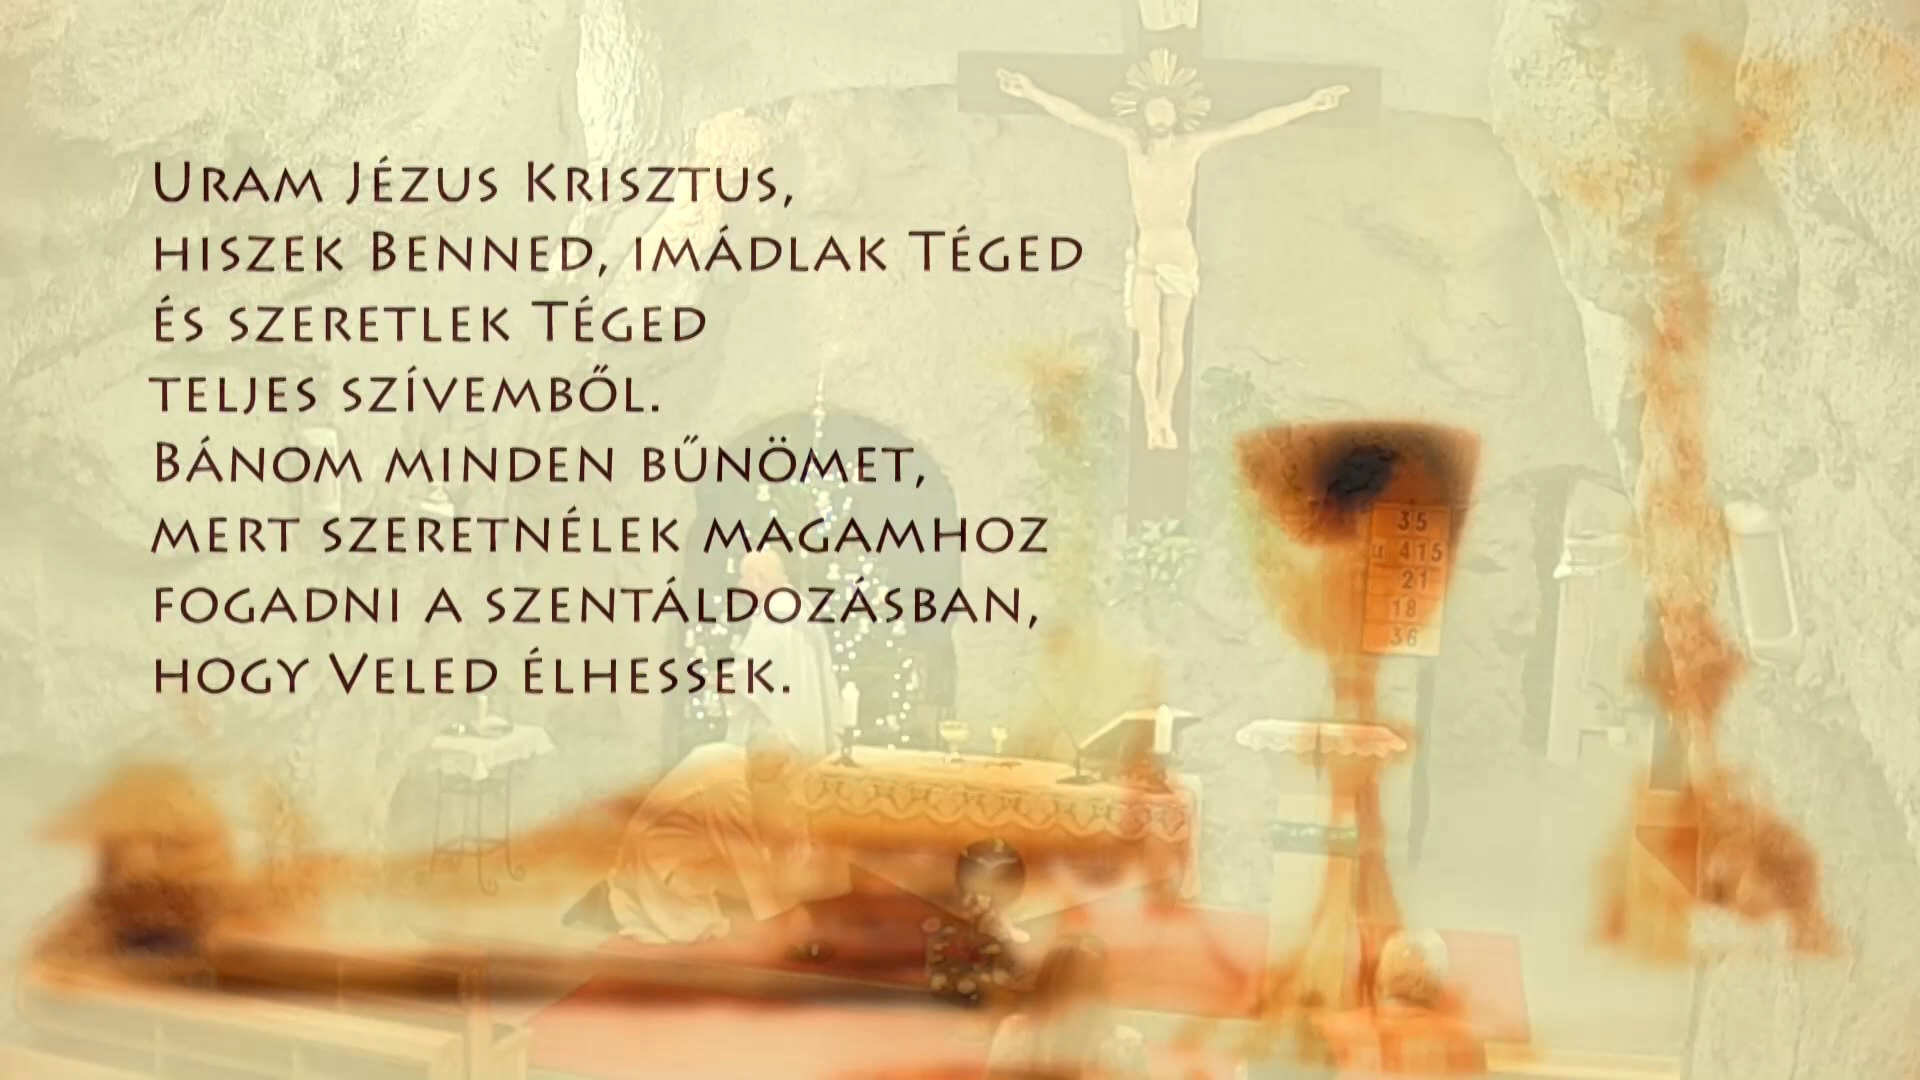 Uram Jézus Krisztus,
hiszek Benned, imádlak Téged
és szeretlek Téged
teljes szívemből.
Bánom minden bűnömet,
mert szeretnélek magamhoz
fogadni a szentáldozásban,
hogy Veled élhessek.
35
u 415
21
18
36